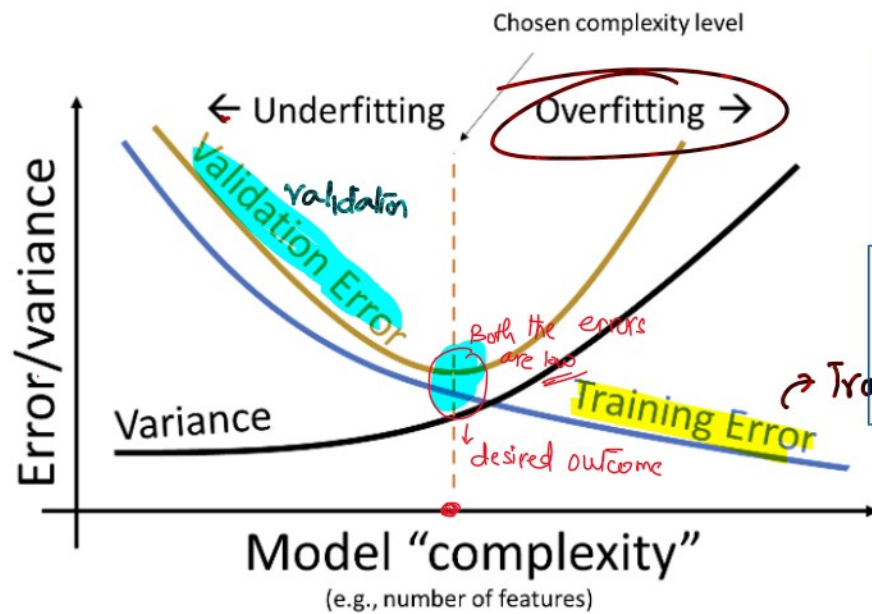 Chosen complexity level
← Underfitting
Overfitting →
Validation Error
validation
Both the errors
are low
Variance
Training Error
Tra
desired outcome
Error/variance
Model “complexity”
(e.g., number of features)